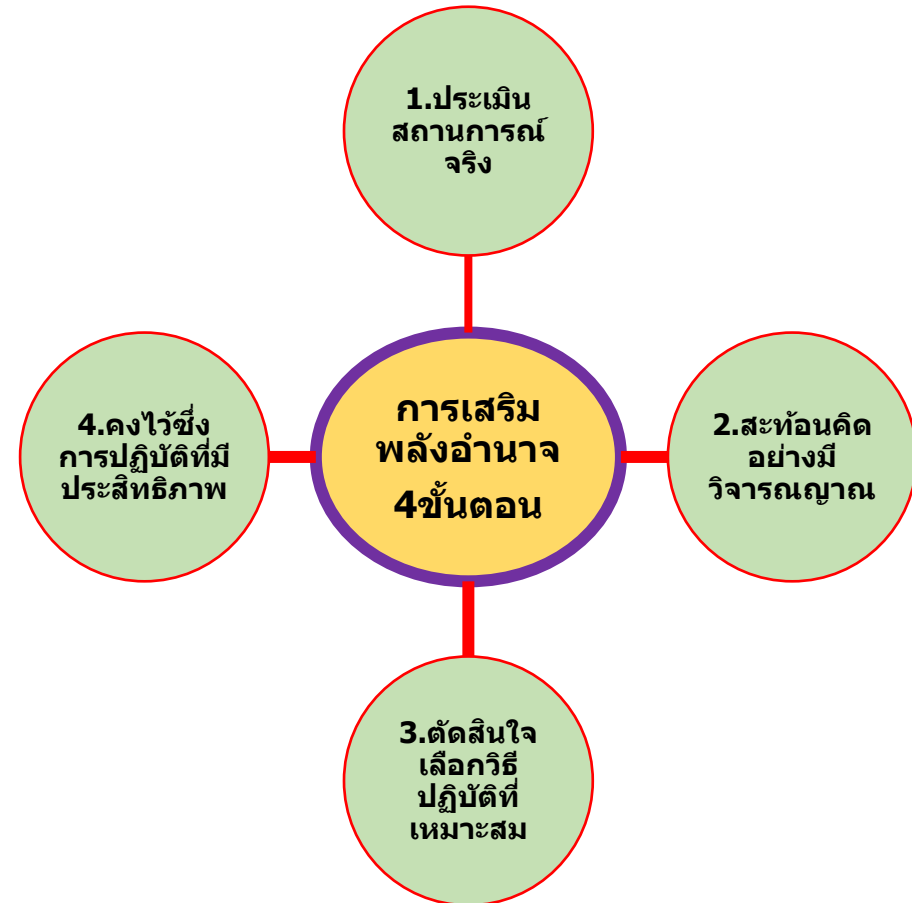 1.ประเมิน
สถานการณ์
จริง
การเสริม
พลังอำนาจ
4ขั้นตอน
2.สะท้อนคิด
อย่างมี
วิจารณญาณ
3.ตัดสินใจ
เลือกวิธี
ปฏิบัติที่
เหมาะสม
4.คงไว้ซึ่ง
การปฏิบัติที่มี
ประสิทธิภาพ